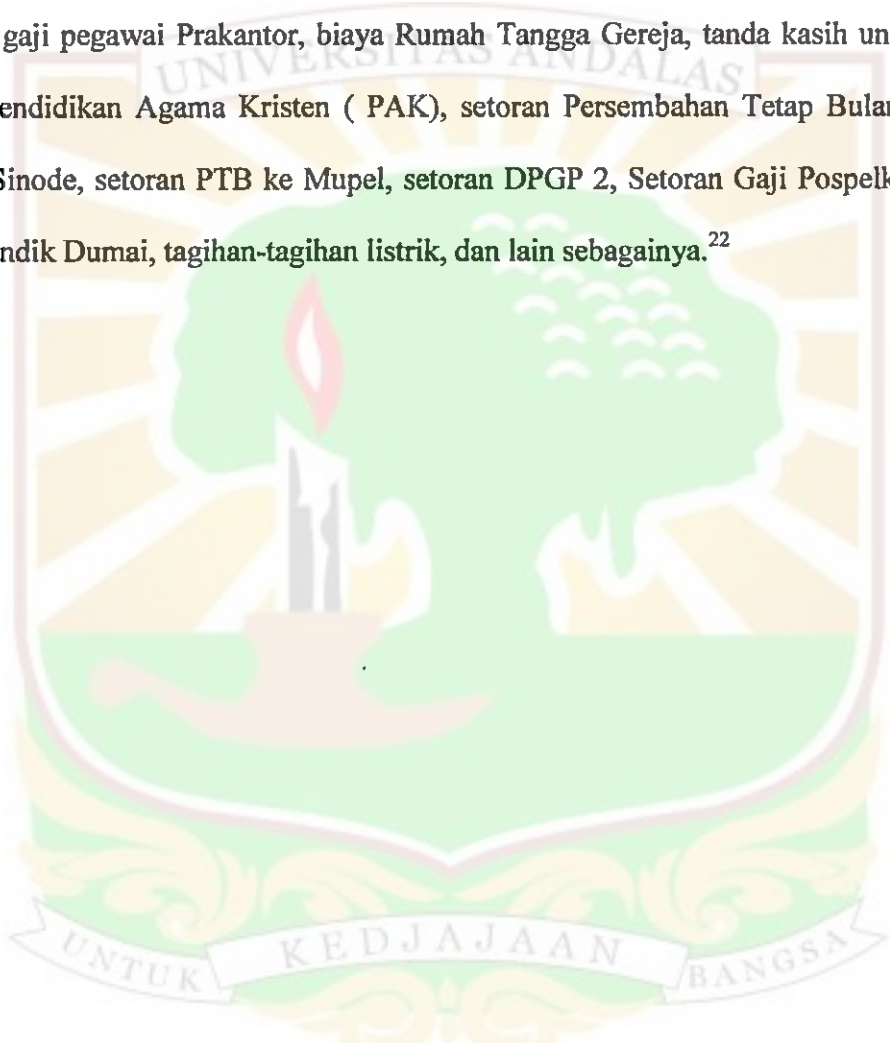 gaji pegawai Prakantor, biaya Rumah Tangga Gereja, tanda kasih un
endidikan Agama Kristen ( PAK), setoran Persembahan Tetap Bular
Sinode, setoran PTB ke Mupel, setoran DPGP 2, Setoran Gaji Pospelk
ndik Dumai, tagihan-tagihan listrik, dan lain sebagainya.22
UNIVERSITAS ANDALAS
UNTUK KEDJAJAAN BANGSA